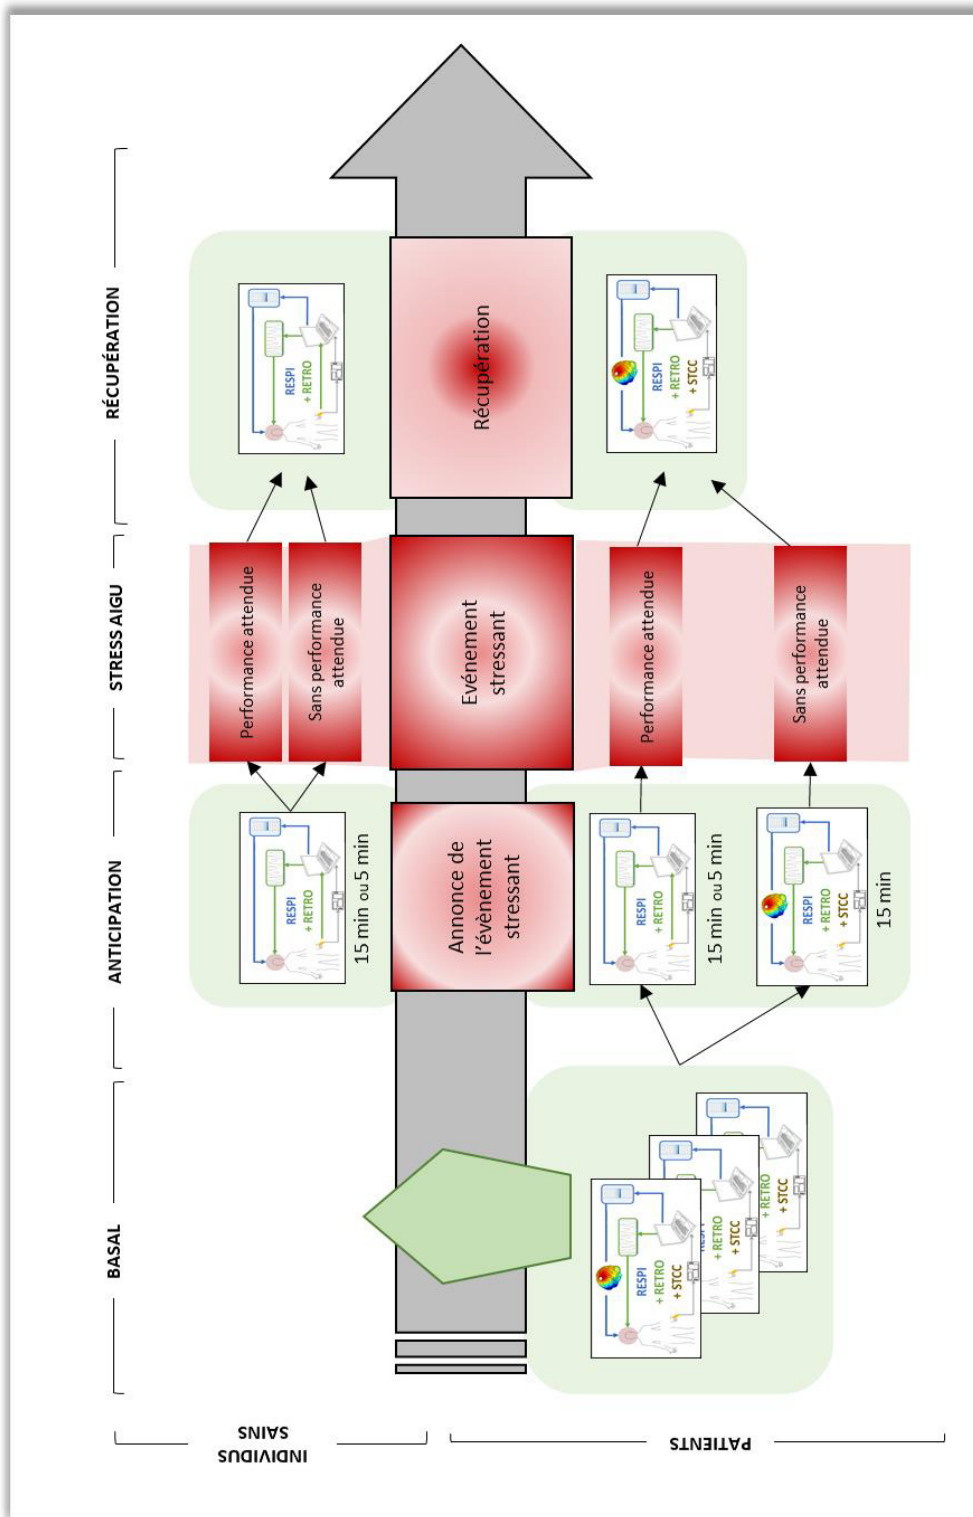 BASAL
ANTICIPATION
STRESS AIGU
RÉCUPÉRATION
INDIVIDUS
SAINS
RESPI
+ RETRO
15 min ou 5 min
Performance attendue
Sans performance
attendue
RESPI
+ RETRO
Annonce de
l'évènement
stressant
Evénement
stressant
Récupération
PATIENTS
RESPI
+ RETRO
+ STCC
RESPI
+ RETRO
+ STCC
+ RETRO
+ STCC
RESPI
+ RETRO
15 min ou 5 min
RESPI
+ RETRO
+ STCC
15 min
Performance attendue
Sans performance
attendue
RESPI
+ RETRO
+ STCC